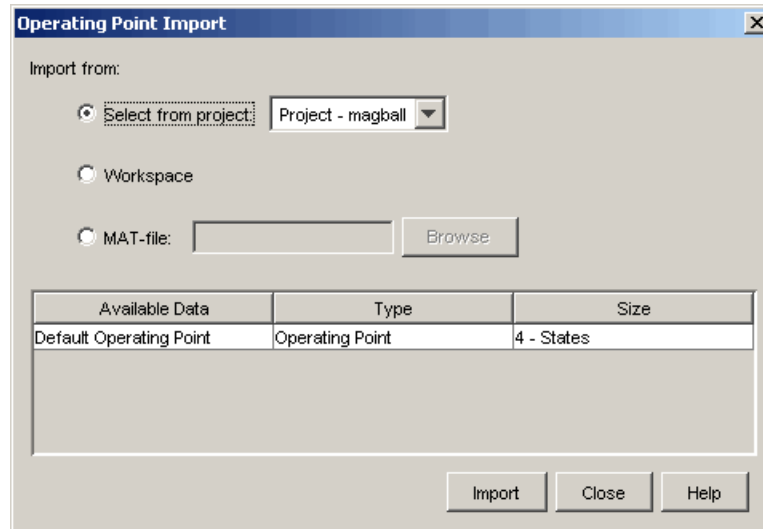 Operating Point Import
Import from:
Select from project: Project - magball
Workspace
MAT-file: Browse
Available Data Type Size
Default Operating Point Operating Point 4 - States
Import Close Help